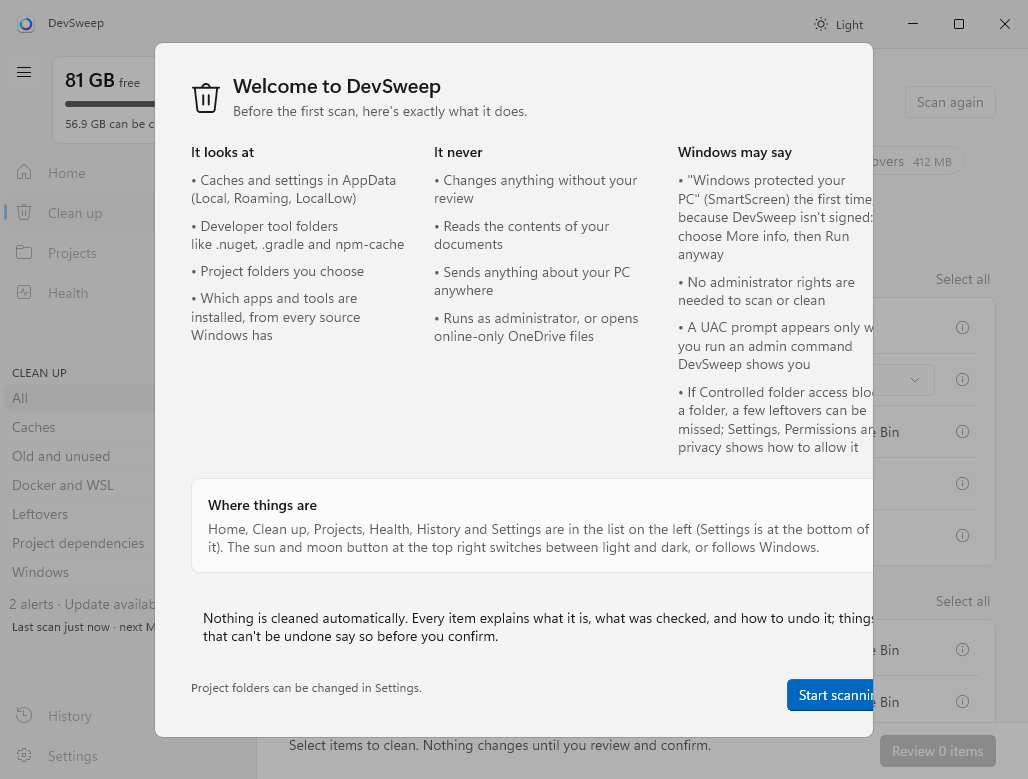 DevSweep
Light
81 GB free
56.9 GB can be c
Scan again
overs 412 MB
Home
Clean up
Projects
Health
CLEAN UP
All
Caches
Old and unused
Docker and WSL
Leftovers
Project dependencies
Windows
2 alerts · Update availab
Last scan just now · next M
History
Settings
Welcome to DevSweep
Before the first scan, here's exactly what it does.
It looks at
• Caches and settings in AppData
(Local, Roaming, LocalLow)
• Developer tool folders
like .nuget, .gradle and npm-cache
• Project folders you choose
• Which apps and tools are
installed, from every source
Windows has
It never
• Changes anything without your
review
• Reads the contents of your
documents
• Sends anything about your PC
anywhere
• Runs as administrator, or opens
online-only OneDrive files
Windows may say
• "Windows protected your
PC" (SmartScreen) the first time,
because DevSweep isn't signed:
choose More info, then Run
anyway
• No administrator rights are
needed to scan or clean
• A UAC prompt appears only w
you run an admin command
DevSweep shows you
• If Controlled folder access bloc
a folder, a few leftovers can be
missed; Settings, Permissions an
privacy shows how to allow it
Where things are
Home, Clean up, Projects, Health, History and Settings are in the list on the left (Settings is at the bottom of
it). The sun and moon button at the top right switches between light and dark, or follows Windows.
Nothing is cleaned automatically. Every item explains what it is, what was checked, and how to undo it; things
that can't be undone say so before you confirm.
Project folders can be changed in Settings.
Start scannin
Select all
e Bin
Select all
e Bin
e Bin
Select items to clean. Nothing changes until you review and confirm.
Review 0 items